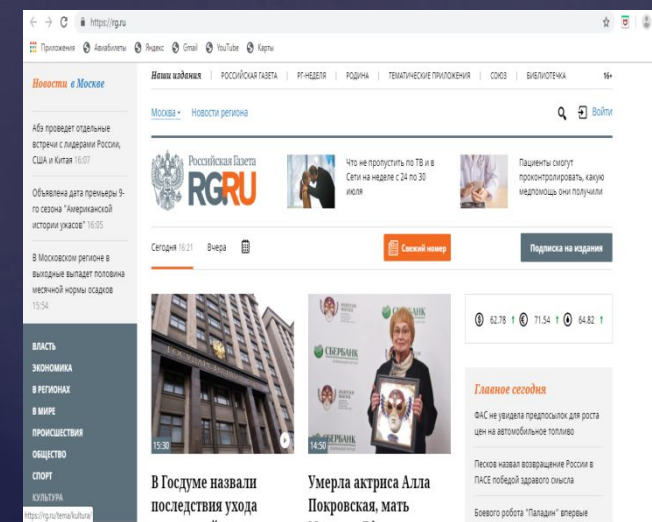 https://rg.ru
Приложения Авиабилеты Яндекс Gmail YouTube Карты
Новости в Москве
Абэ проведет отдельные
встречи с лидерами России,
США и Китая 16:07
Объявлена дата премьеры 9-
го сезона "Американской
истории ужасов" 16:05
В Московском регионе в
выходные выпадет половина
месячной нормы осадков
15:54
ВЛАСТЬ
ЭКОНОМИКА
В РЕГИОНАХ
В МИРЕ
ПРОИСШЕСТВИЯ
ОБЩЕСТВО
СПОРТ
КУЛЬТУРА
https://rg.ru/tema/kultura/
Наши издания РОССИЙСКАЯ ГАЗЕТА РГ-НЕДЕЛЯ РОДИНА ТЕМАТИЧЕСКИЕ ПРИЛОЖЕНИЯ СОЮЗ БИБЛИОТЕЧКА 16+
Москва Новости региона Войти
Российская Газета
RGRU
Что не пропустить по ТВ и в
Сети на неделе с 24 по 30
июля
Пациенты смогут
проконтролировать, какую
медпомощь они получили
Сегодня 16:21 Вчера Свежий номер Подписка на издания
ГОСУДАРСТВЕННАЯ
15:30
СБЕРБАНК
СБЕРБАНК
СБЕРБАНК
14:50
$ 62.78 ↑ € 71.54 ↑ 64.82 ↑
В Госдуме назвали
последствия ухода
Умерла актриса Алла
Покровская, мать
Главное сегодня
ФАС не увидела предпосылок для роста
цен на автомобильное топливо
Песков назвал возвращение России в
ПАСЕ победой здравого смысла
Боевого робота "Паладин" впервые